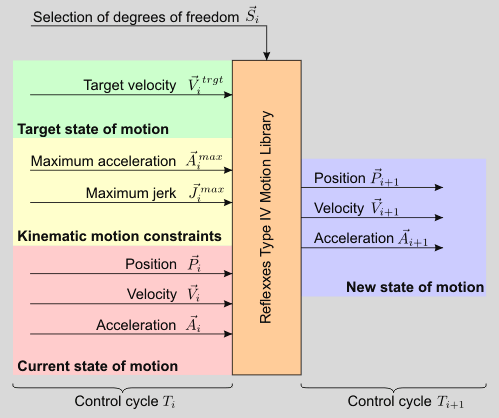 Selection of degrees of freedom $\vec{S}_i$
Target velocity $\vec{V}_i^{\,trgt}$
Target state of motion
Maximum acceleration $\vec{A}_i^{\,max}$
Maximum jerk $\vec{J}_i^{\,max}$
Kinematic motion constraints
Position $\vec{P}_i$
Velocity $\vec{V}_i$
Acceleration $\vec{A}_i$
Current state of motion
Control cycle $T_i$
Reflexxes Type IV Motion Library
Position $\vec{P}_{i+1}$
Velocity $\vec{V}_{i+1}$
Acceleration $\vec{A}_{i+1}$
New state of motion
Control cycle $T_{i+1}$